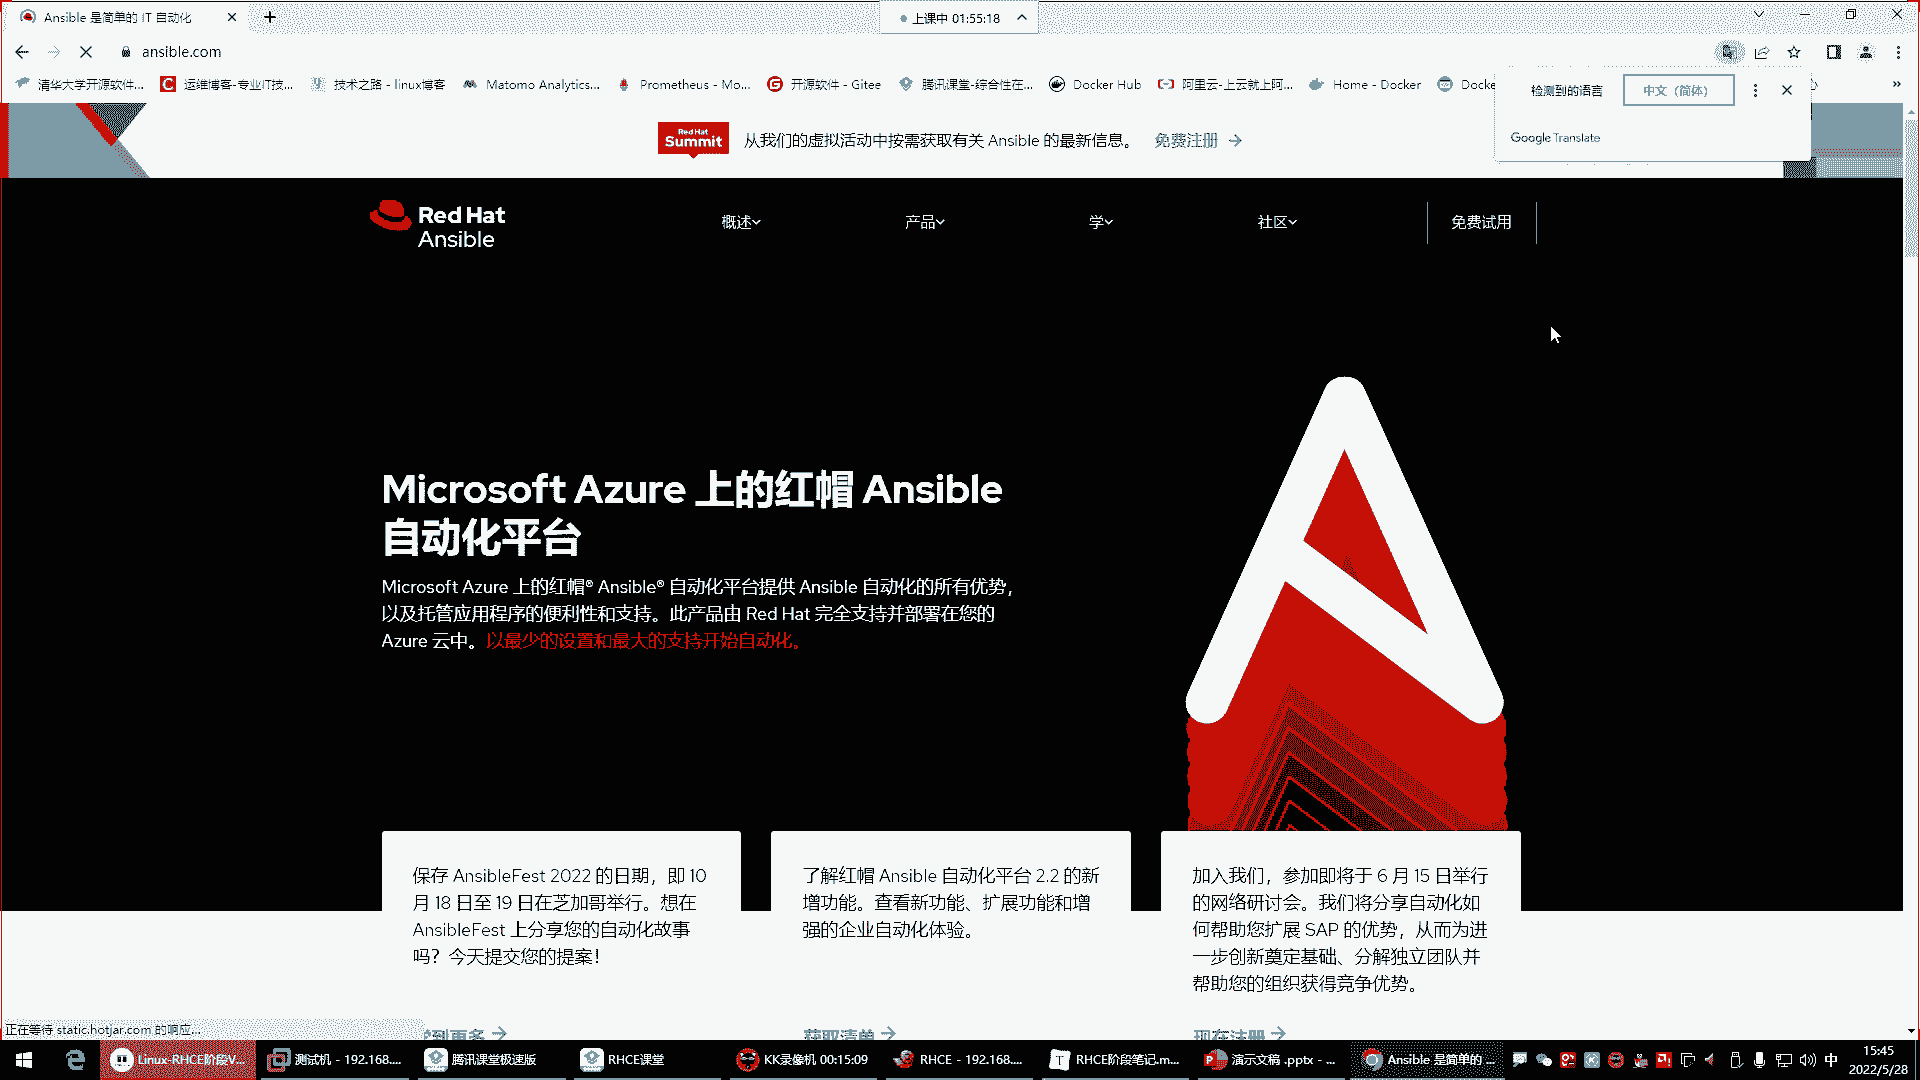 Ansible 是简单的 IT 自动化
上课中 01:55:18
ansible.com
清华大学开源软件...
运维博客-专业IT技...
技术之路 - linux博客
Matomo Analytics...
Prometheus - Mo...
开源软件 - Gitee
腾讯课堂-综合性在...
Docker Hub
阿里云-上云就上阿...
Home - Docker
Docke
»
检测到的语言
中文（简体）
Google Translate
Red Hat
Summit
从我们的虚拟活动中按需获取有关 Ansible 的最新信息。 免费注册
Red Hat
Ansible
概述
产品
学
社区
免费试用
Microsoft Azure 上的红帽 Ansible
自动化平台
Microsoft Azure 上的红帽® Ansible® 自动化平台提供 Ansible 自动化的所有优势，
以及托管应用程序的便利性和支持。此产品由 Red Hat 完全支持并部署在您的
Azure 云中。以最少的设置和最大的支持开始自动化。
保存 AnsibleFest 2022 的日期，即 10
月 18 日至 19 日在芝加哥举行。想在
AnsibleFest 上分享您的自动化故事
吗？今天提交您的提案！
了解红帽 Ansible 自动化平台 2.2 的新
增功能。查看新功能、扩展功能和增
强的企业自动化体验。
加入我们，参加即将于 6 月 15 日举行
的网络研讨会。我们将分享自动化如
何帮助您扩展 SAP 的优势，从而为进
一步创新奠定基础、分解独立团队并
帮助您的组织获得竞争优势。
到更多
获取清单
现在注册
正在等待 static.hotjar.com 的响应...
Linux-RHCE阶段V...
测试机 - 192.168....
腾讯课堂极速版
RHCE课堂
KK录像机 00:15:09
RHCE - 192.168....
RHCE阶段笔记.m...
演示文稿 .pptx - ...
Ansible 是简单的 ...
中
15:45
2022/5/28